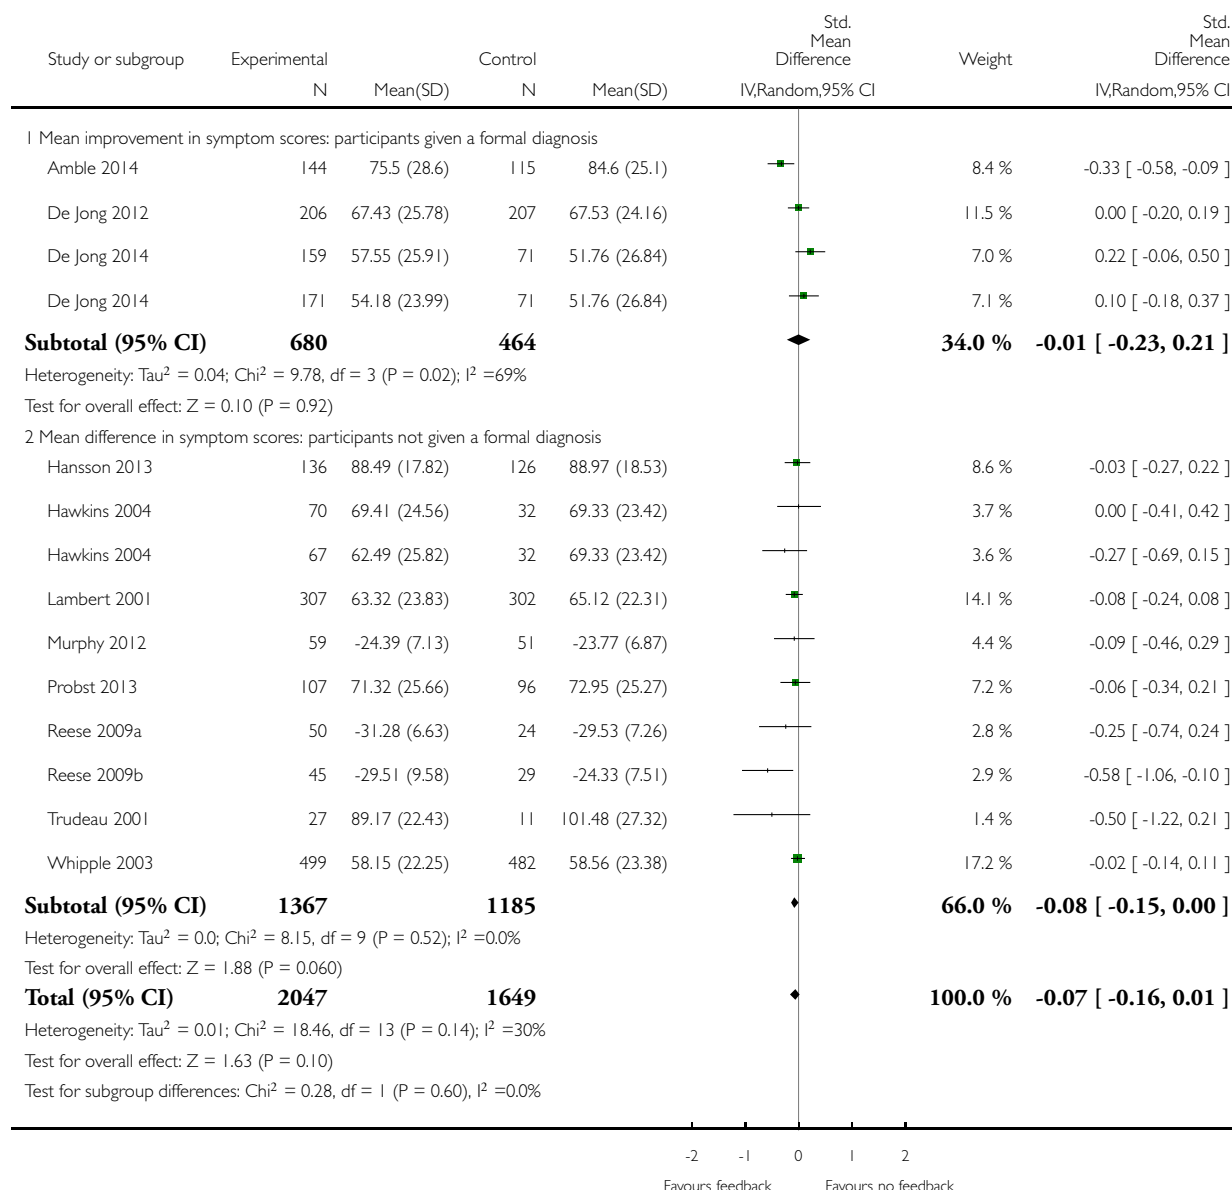 Std. Mean Difference Std. Mean Difference
Study or subgroup Experimental Control Weight
N Mean(SD) N Mean(SD) IV,Random,95% CI IV,Random,95% CI
1 Mean improvement in symptom scores: participants given a formal diagnosis
Amble 2014 144 75.5 (28.6) 115 84.6 (25.1) 8.4 % -0.33 [ -0.58, -0.09 ]
De Jong 2012 206 67.43 (25.78) 207 67.53 (24.16) 11.5 % 0.00 [ -0.20, 0.19 ]
De Jong 2014 159 57.55 (25.91) 71 51.76 (26.84) 7.0 % 0.22 [ -0.06, 0.50 ]
De Jong 2014 171 54.18 (23.99) 71 51.76 (26.84) 7.1 % 0.10 [ -0.18, 0.37 ]
Subtotal (95% CI) 680 464 34.0 % -0.01 [ -0.23, 0.21 ]
Heterogeneity: Tau² = 0.04; Chi² = 9.78, df = 3 (P = 0.02); I² =69%
Test for overall effect: Z = 0.10 (P = 0.92)
2 Mean difference in symptom scores: participants not given a formal diagnosis
Hansson 2013 136 88.49 (17.82) 126 88.97 (18.53) 8.6 % -0.03 [ -0.27, 0.22 ]
Hawkins 2004 70 69.41 (24.56) 32 69.33 (23.42) 3.7 % 0.00 [ -0.41, 0.42 ]
Hawkins 2004 67 62.49 (25.82) 32 69.33 (23.42) 3.6 % -0.27 [ -0.69, 0.15 ]
Lambert 2001 307 63.32 (23.83) 302 65.12 (22.31) 14.1 % -0.08 [ -0.24, 0.08 ]
Murphy 2012 59 -24.39 (7.13) 51 -23.77 (6.87) 4.4 % -0.09 [ -0.46, 0.29 ]
Probst 2013 107 71.32 (25.66) 96 72.95 (25.27) 7.2 % -0.06 [ -0.34, 0.21 ]
Reese 2009a 50 -31.28 (6.63) 24 -29.53 (7.26) 2.8 % -0.25 [ -0.74, 0.24 ]
Reese 2009b 45 -29.51 (9.58) 29 -24.33 (7.51) 2.9 % -0.58 [ -1.06, -0.10 ]
Trudeau 2001 27 89.17 (22.43) 11 101.48 (27.32) 1.4 % -0.50 [ -1.22, 0.21 ]
Whipple 2003 499 58.15 (22.25) 482 58.56 (23.38) 17.2 % -0.02 [ -0.14, 0.11 ]
Subtotal (95% CI) 1367 1185 66.0 % -0.08 [ -0.15, 0.00 ]
Heterogeneity: Tau² = 0.0; Chi² = 8.15, df = 9 (P = 0.52); I² =0.0%
Test for overall effect: Z = 1.88 (P = 0.060)
Total (95% CI) 2047 1649 100.0 % -0.07 [ -0.16, 0.01 ]
Heterogeneity: Tau² = 0.01; Chi² = 18.46, df = 13 (P = 0.14); I² =30%
Test for overall effect: Z = 1.63 (P = 0.10)
Test for subgroup differences: Chi² = 0.28, df = 1 (P = 0.60), I² =0.0%
-2 -1 0 1 2
Favours feedback Favours no feedback